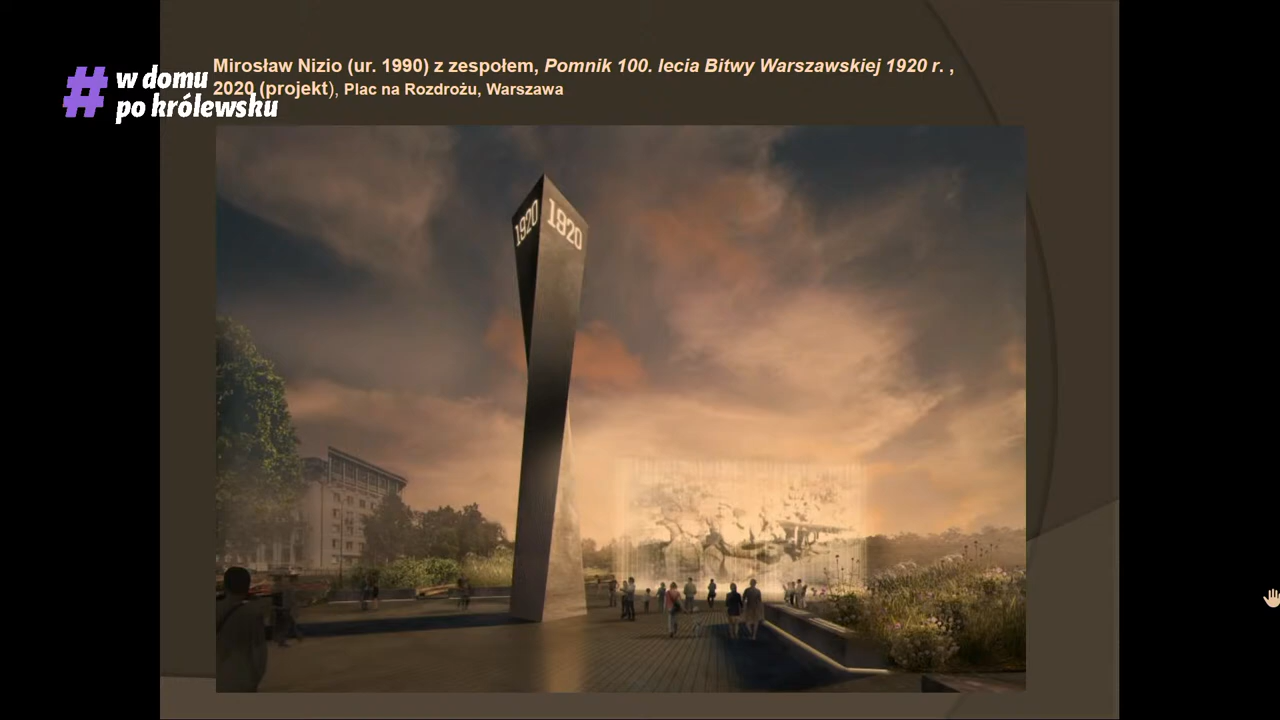 Mirosław Nizio (ur. 1990) z zespołem, Pomnik 100. lecia Bitwy Warszawskiej 1920 r. ,
2020 (projekt), Plac na Rozdrożu, Warszawa
# w domu
po królewsku
1920 1820